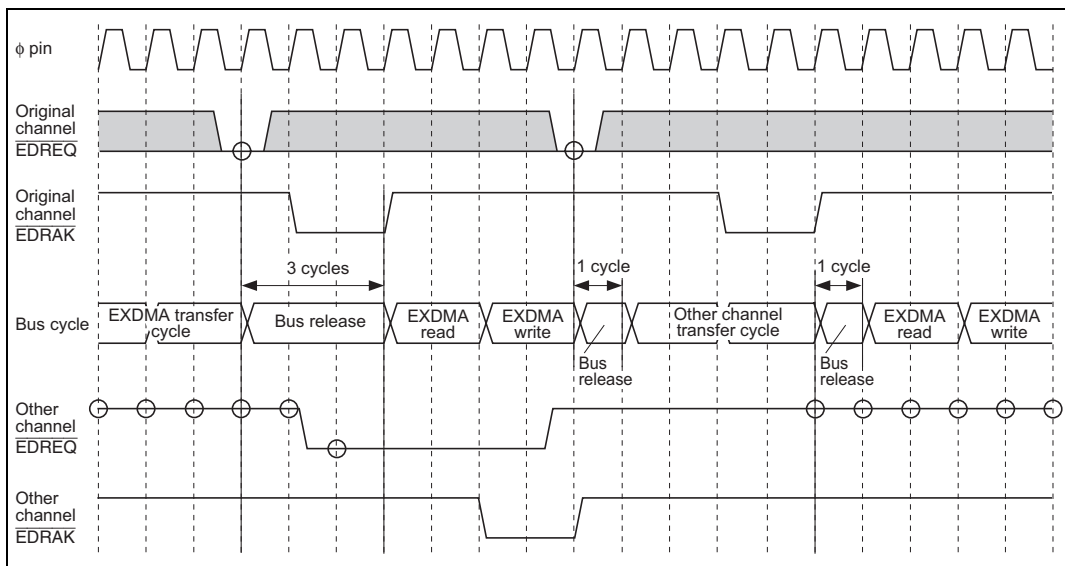 φ pin
Original
channel
EDREQ
Original
channel
EDRAK
3 cycles
1 cycle
1 cycle
Bus cycle
EXDMA transfer
cycle
Bus release
EXDMA
read
EXDMA
write
Bus
release
Other channel
transfer cycle
Bus
release
EXDMA
read
EXDMA
write
Other
channel
EDREQ
Other
channel
EDRAK